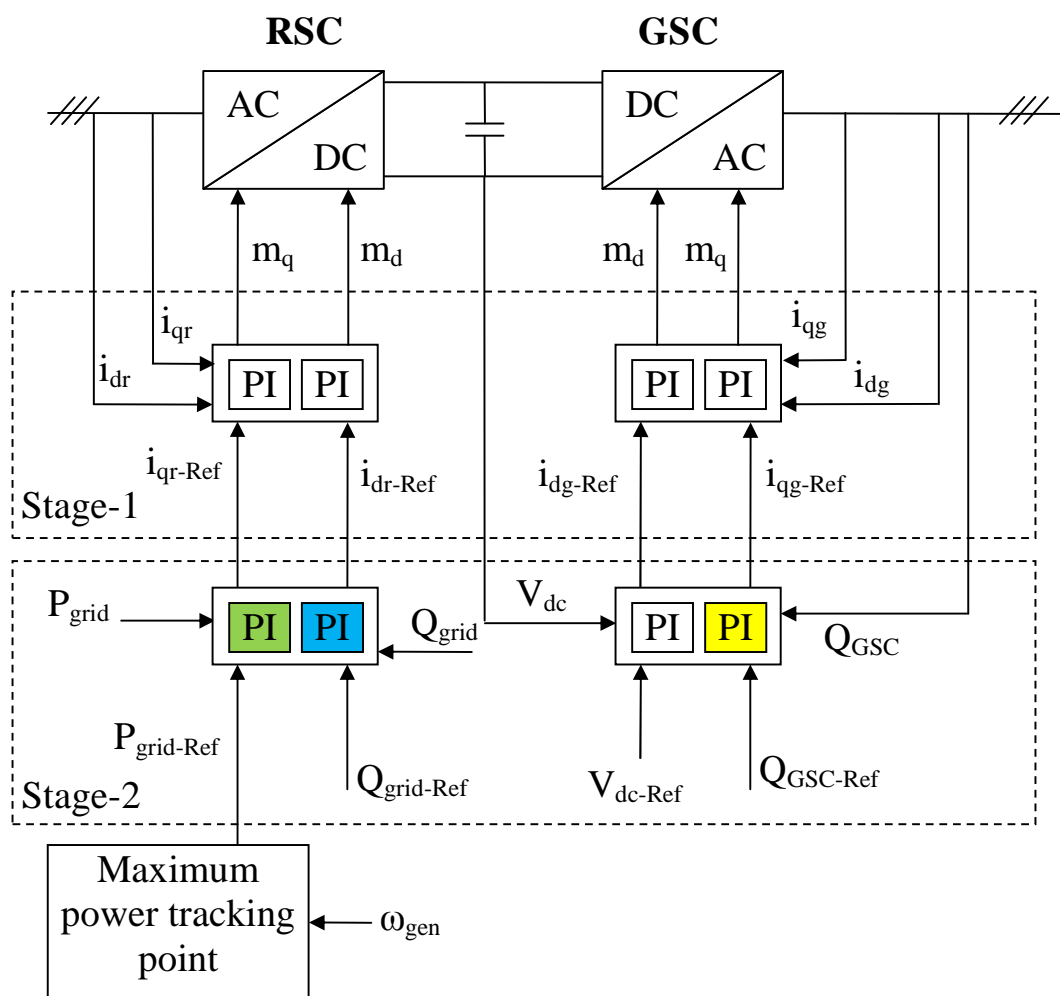 RSC GSC
AC DC
DC AC
m_q m_d m_d m_q
i_qr i_qg
i_dr PI PI PI PI i_dg
i_qr-Ref i_dr-Ref i_dg-Ref i_qg-Ref
Stage-1
P_grid PI PI Q_grid V_dc PI PI Q_GSC
P_grid-Ref
Q_grid-Ref V_dc-Ref Q_GSC-Ref
Stage-2
Maximum
power tracking ω_gen
point